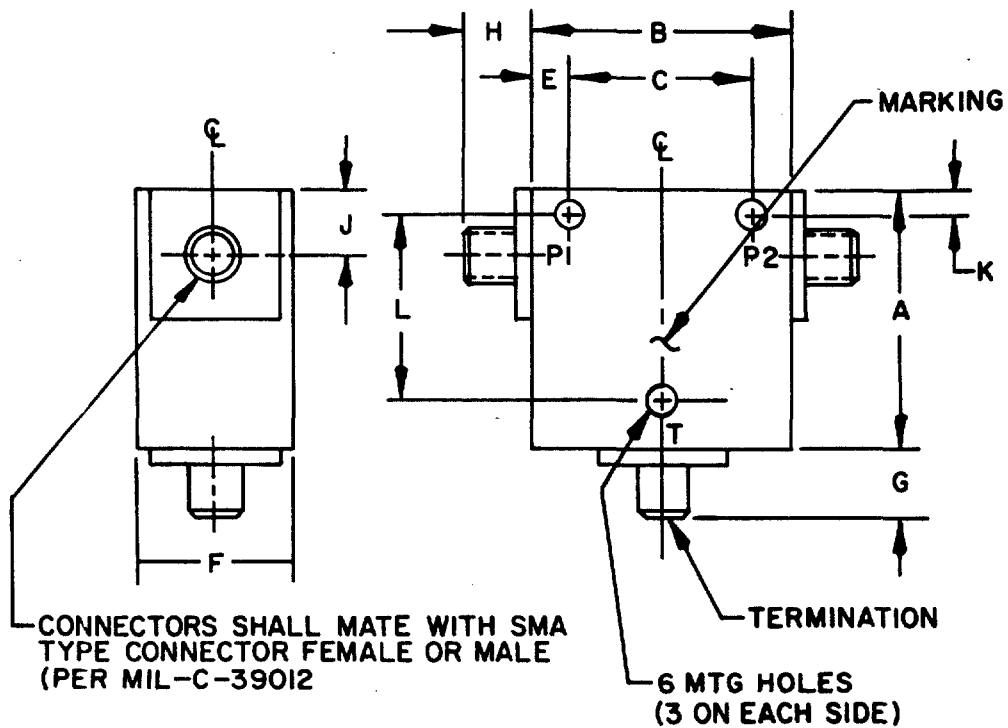 H
B
E
C
MARKING
℄
℄
J
P1
P2
K
L
A
T
G
F
TERMINATION
CONNECTORS SHALL MATE WITH SMA
TYPE CONNECTOR FEMALE OR MALE
(PER MIL-C-39012
6 MTG HOLES
(3 ON EACH SIDE)